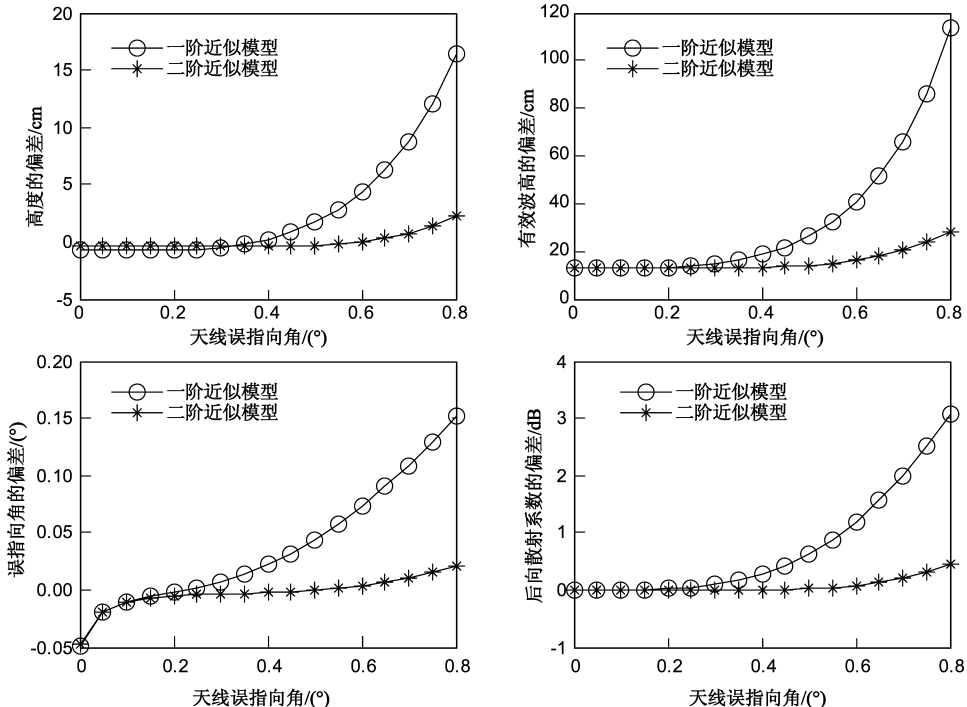 20
15
10
5
0
-5
高度的偏差/cm
一阶近似模型
二阶近似模型
0
0.2
0.4
0.6
0.8
天线误指向角/(°)
120
100
80
60
40
20
0
有效波高的偏差/cm
一阶近似模型
二阶近似模型
0
0.2
0.4
0.6
0.8
天线误指向角/(°)
0.20
0.15
0.10
0.05
0.00
-0.05
误指向角的偏差/(°)
一阶近似模型
二阶近似模型
0
0.2
0.4
0.6
0.8
天线误指向角/(°)
4
3
2
1
0
-1
后向散射系数的偏差/dB
一阶近似模型
二阶近似模型
0
0.2
0.4
0.6
0.8
天线误指向角/(°)